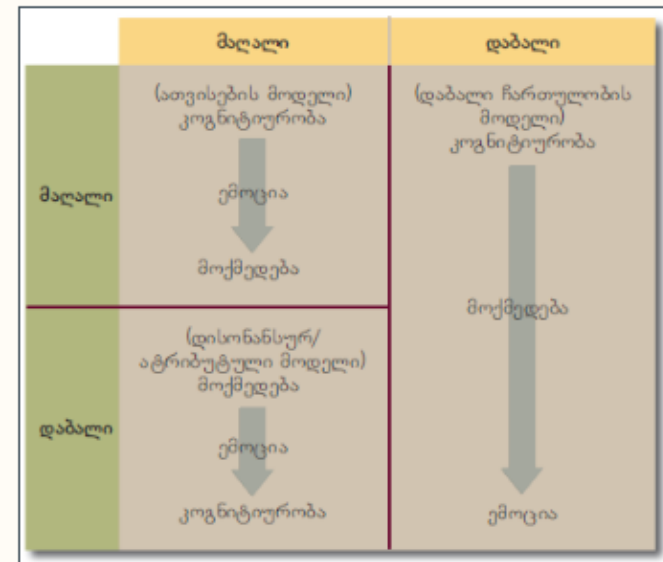 მაღალი
დაბალი
მაღალი
(ათვისების მოდელი)
კოგნიტიურობა
ემოცია
მოქმედება
(დაბალი ჩართულობის
მოდელი)
კოგნიტიურობა
მოქმედება
ემოცია
დაბალი
(დისონანსურ/
ატრიბუტული მოდელი)
მოქმედება
ემოცია
კოგნიტიურობა